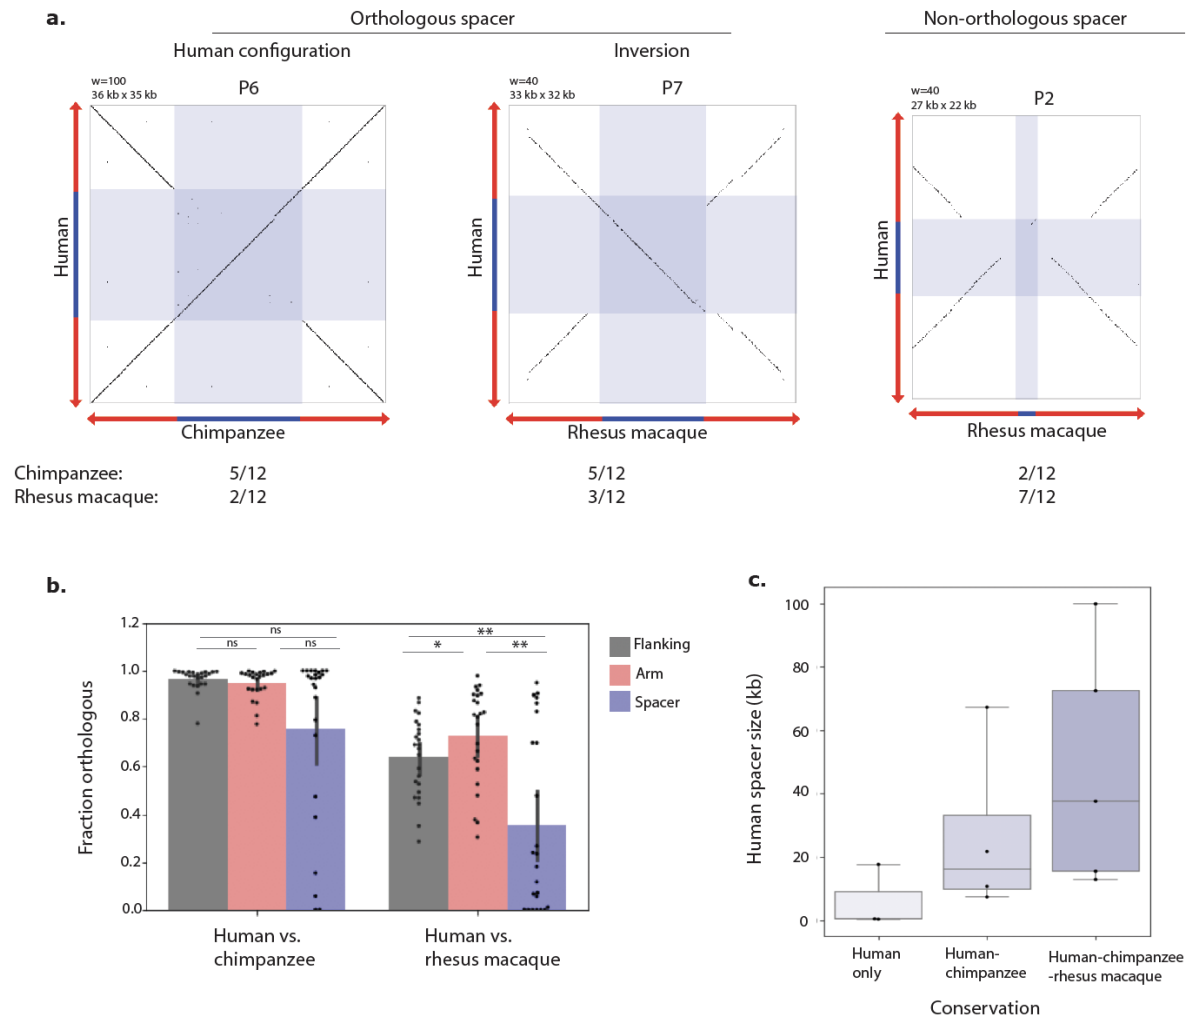 a.
Orthologous spacer
Non-orthologous spacer
Human configuration
Inversion
w=100
36 kb x 35 kb
P6
w=40
33 kb x 32 kb
P7
w=40
27 kb x 22 kb
P2
Human
Human
Human
Chimpanzee
Rhesus macaque
Rhesus macaque
Chimpanzee: 5/12 5/12 2/12
Rhesus macaque: 2/12 3/12 7/12
b.
1.2
1.0
0.8
0.6
0.4
0.2
0.0
Fraction orthologous
ns
ns
ns
**
*
**
Flanking
Arm
Spacer
Human vs.
chimpanzee
Human vs.
rhesus macaque
c.
100
80
60
40
20
0
Human spacer size (kb)
Human
only
Human-
chimpanzee
Human-chimpanzee
-rhesus macaque
Conservation